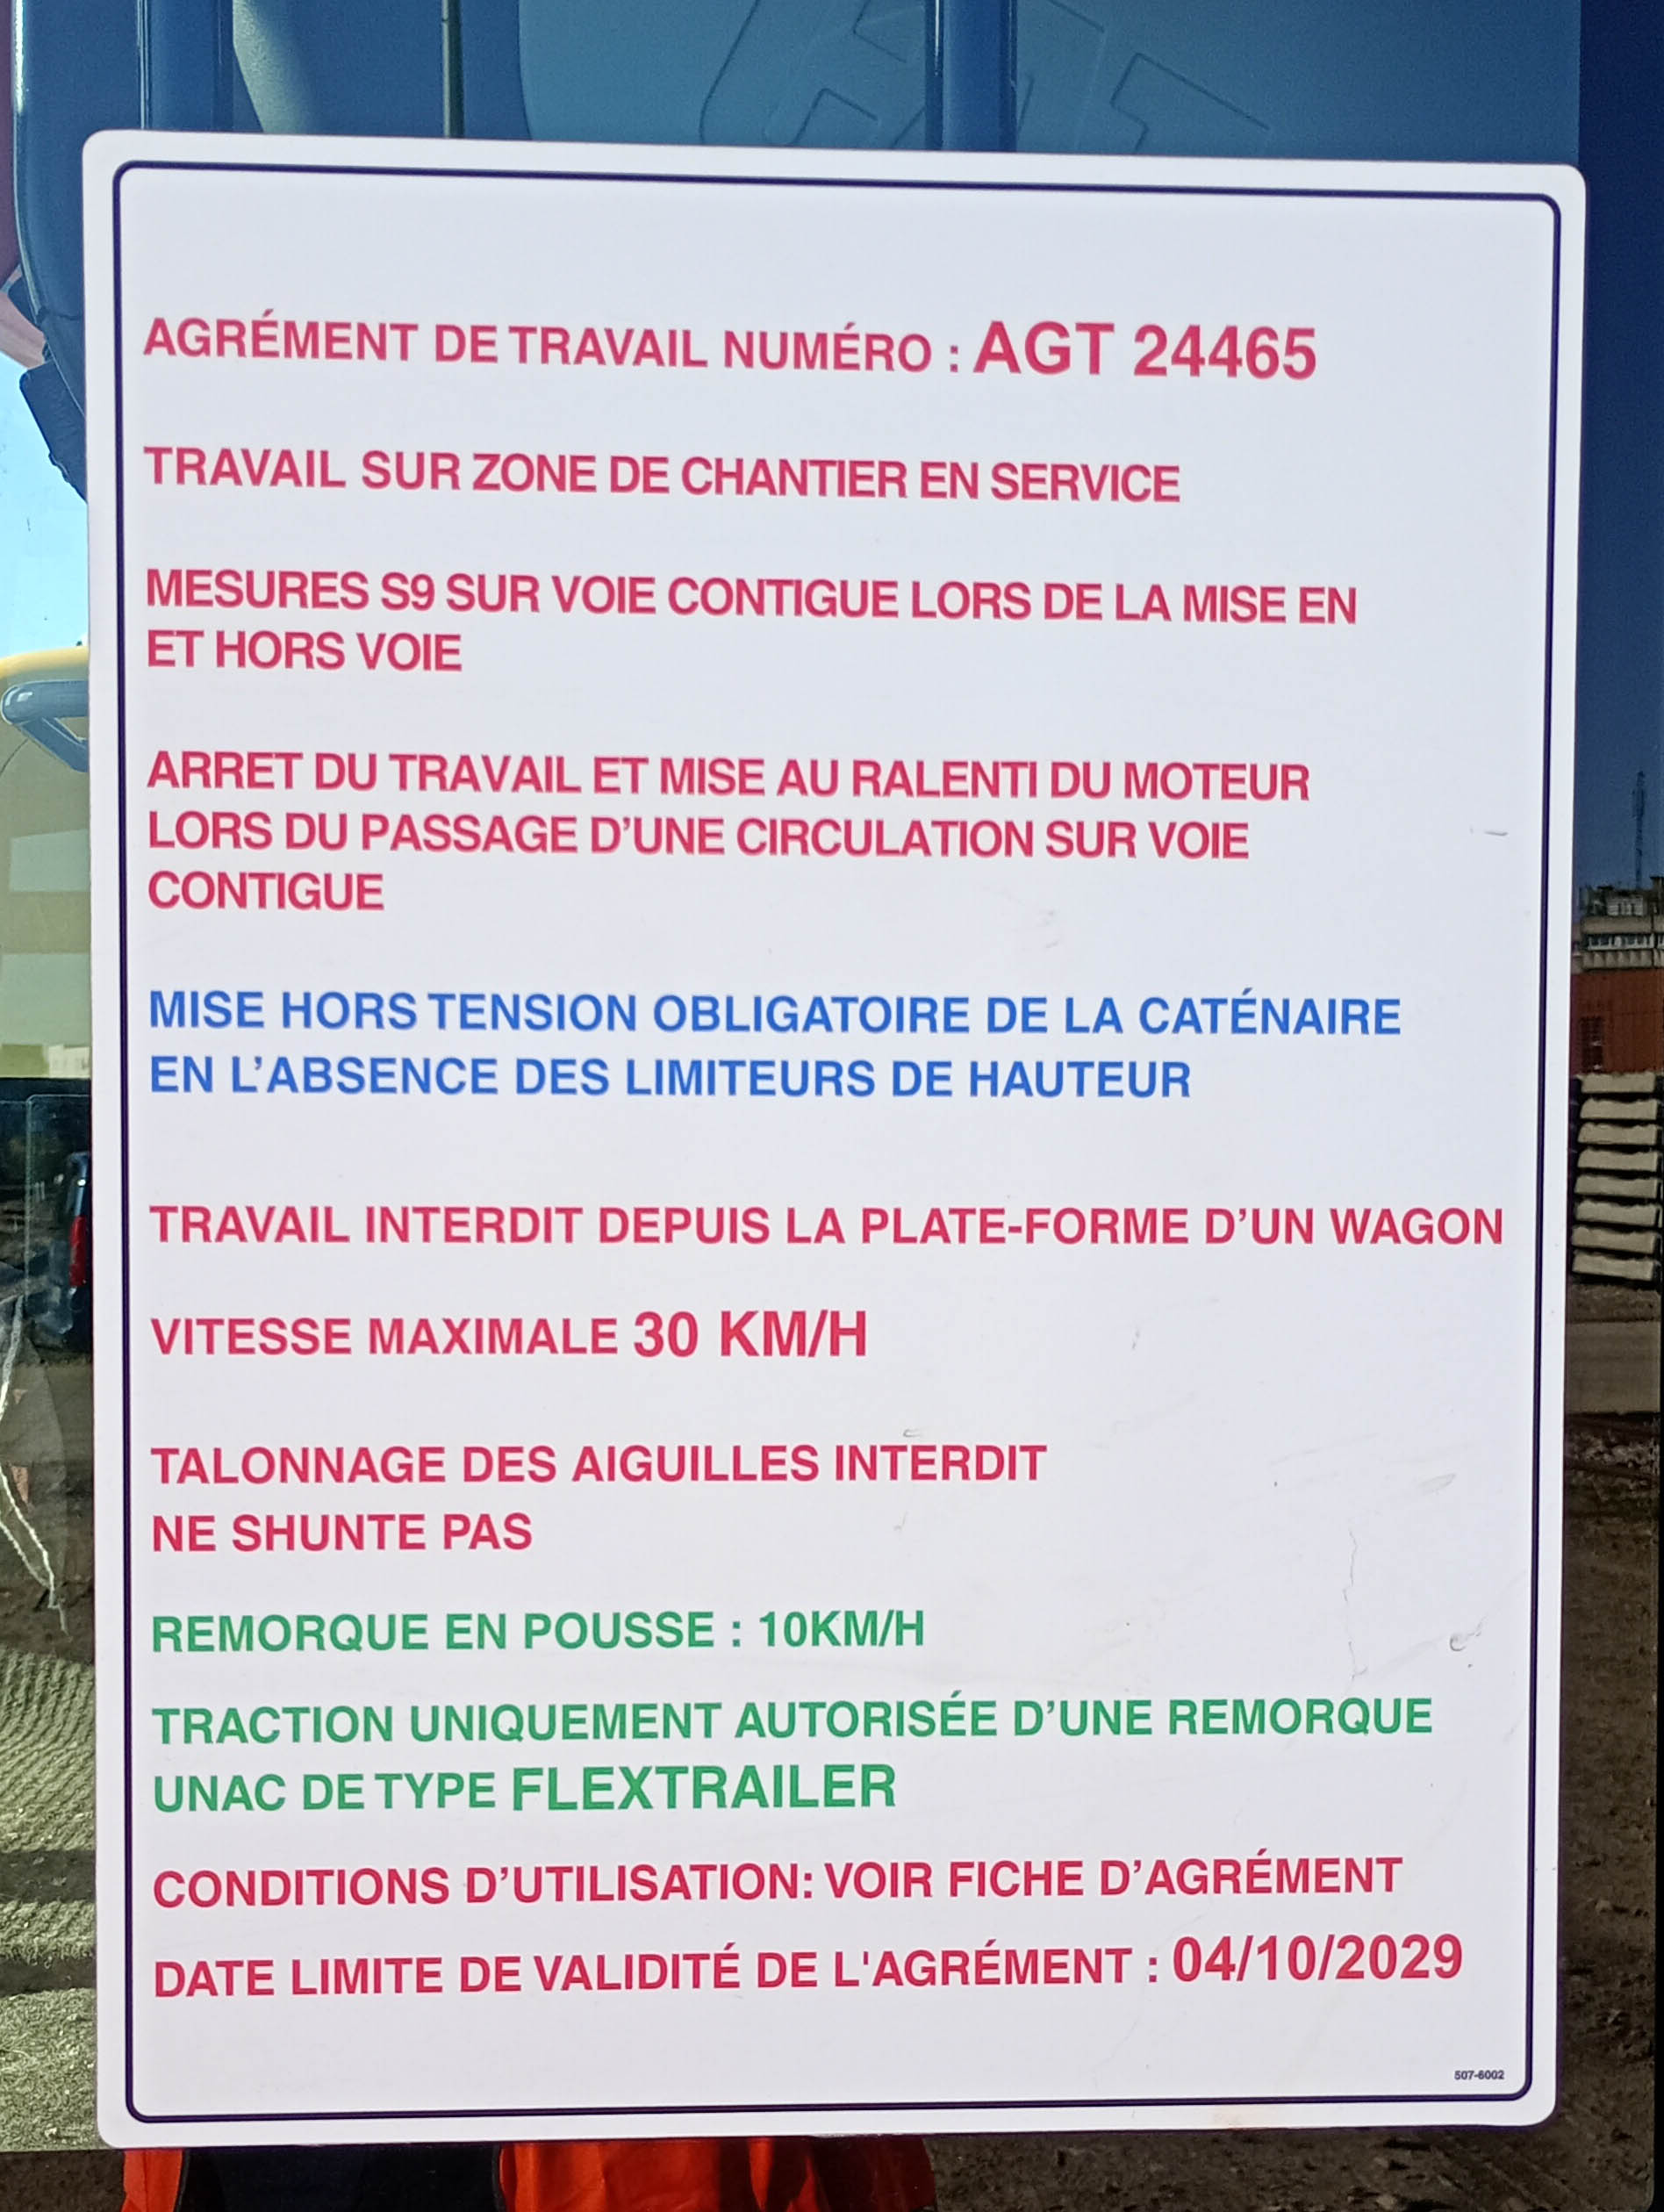 AGRÉMENT DE TRAVAIL NUMÉRO : AGT 24465
TRAVAIL SUR ZONE DE CHANTIER EN SERVICE
MESURES S9 SUR VOIE CONTIGUE LORS DE LA MISE EN
ET HORS VOIE
ARRET DU TRAVAIL ET MISE AU RALENTI DU MOTEUR
LORS DU PASSAGE D’UNE CIRCULATION SUR VOIE
CONTIGUE
MISE HORS TENSION OBLIGATOIRE DE LA CATÉNAIRE
EN L’ABSENCE DES LIMITEURS DE HAUTEUR
TRAVAIL INTERDIT DEPUIS LA PLATE-FORME D’UN WAGON
VITESSE MAXIMALE 30 KM/H
TALONNAGE DES AIGUILLES INTERDIT
NE SHUNTE PAS
REMORQUE EN POUSSE : 10KM/H
TRACTION UNIQUEMENT AUTORISÉE D’UNE REMORQUE
UNAC DE TYPE FLEXTRAILER
CONDITIONS D’UTILISATION: VOIR FICHE D’AGRÉMENT
DATE LIMITE DE VALIDITÉ DE L'AGRÉMENT : 04/10/2029
507-6002